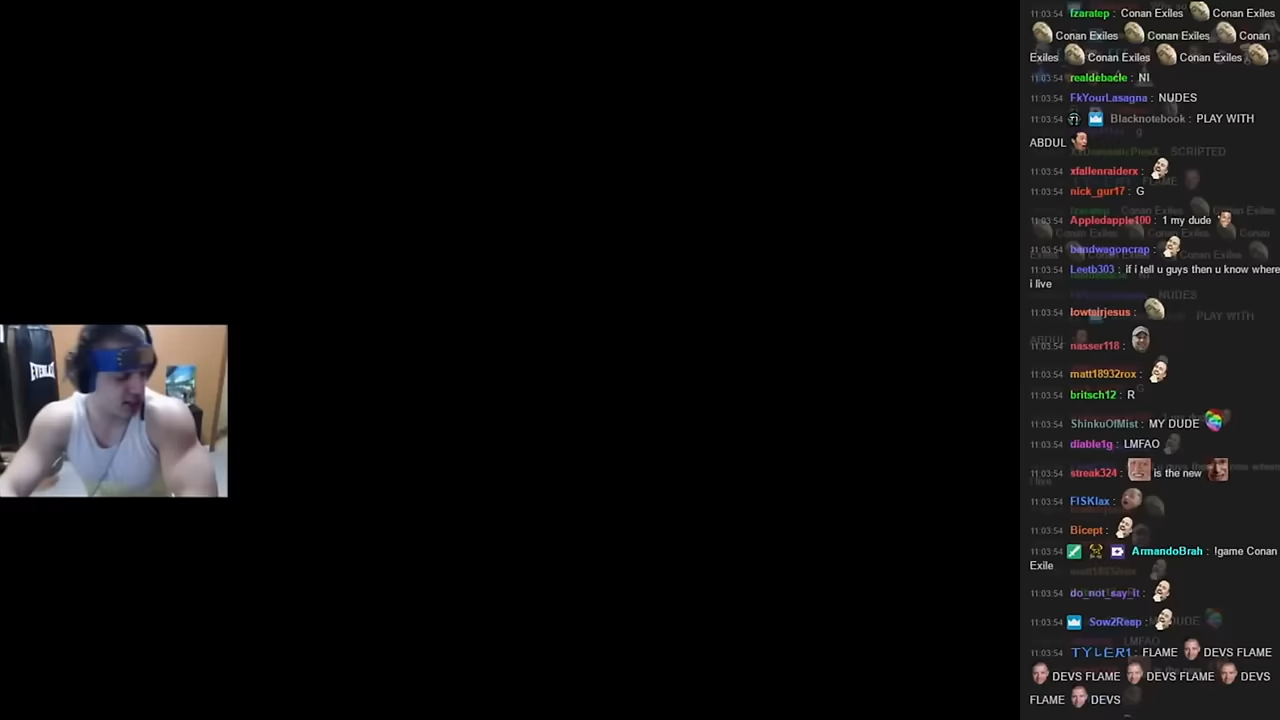 11:03:54 fzaratep : Conan Exiles Conan Exiles
Conan Exiles Conan Exiles Conan
Exiles Conan Exiles Conan Exiles
11:03:54 realdebacle : NI
11:03:54 FkYourLasagna : NUDES
11:03:54 Blacknotebook : PLAY WITH
ABDUL
SCRIPTED
11:03:54 xfallenraiderx :
FLAME
11:03:54 nick_gur17 : G
11:03:54 Appledapple100 : 1 my dude
11:03:54 bandwagoncrap :
11:03:54 Leetb303 : if i tell u guys then u know where
i live
NUDES
11:03:54 lowteirjesus :
PLAY WITH
11:03:54 nasser118 :
11:03:54 matt18932rox :
11:03:54 britsch12 : R
11:03:54 ShinkuOfMist : MY DUDE
11:03:54 diable1g : LMFAO
11:03:54 streak324 : is the new
11:03:54 FISKlax :
11:03:54 Bicept :
11:03:54 ArmandoBrah : !game Conan
Exile
11:03:54 do_not_say_it :
11:03:54 Sow2Reap :
LMFAO
11:03:54 TYLER1 : FLAME DEVS FLAME
DEVS FLAME DEVS FLAME DEVS
FLAME DEVS
EVERLAST